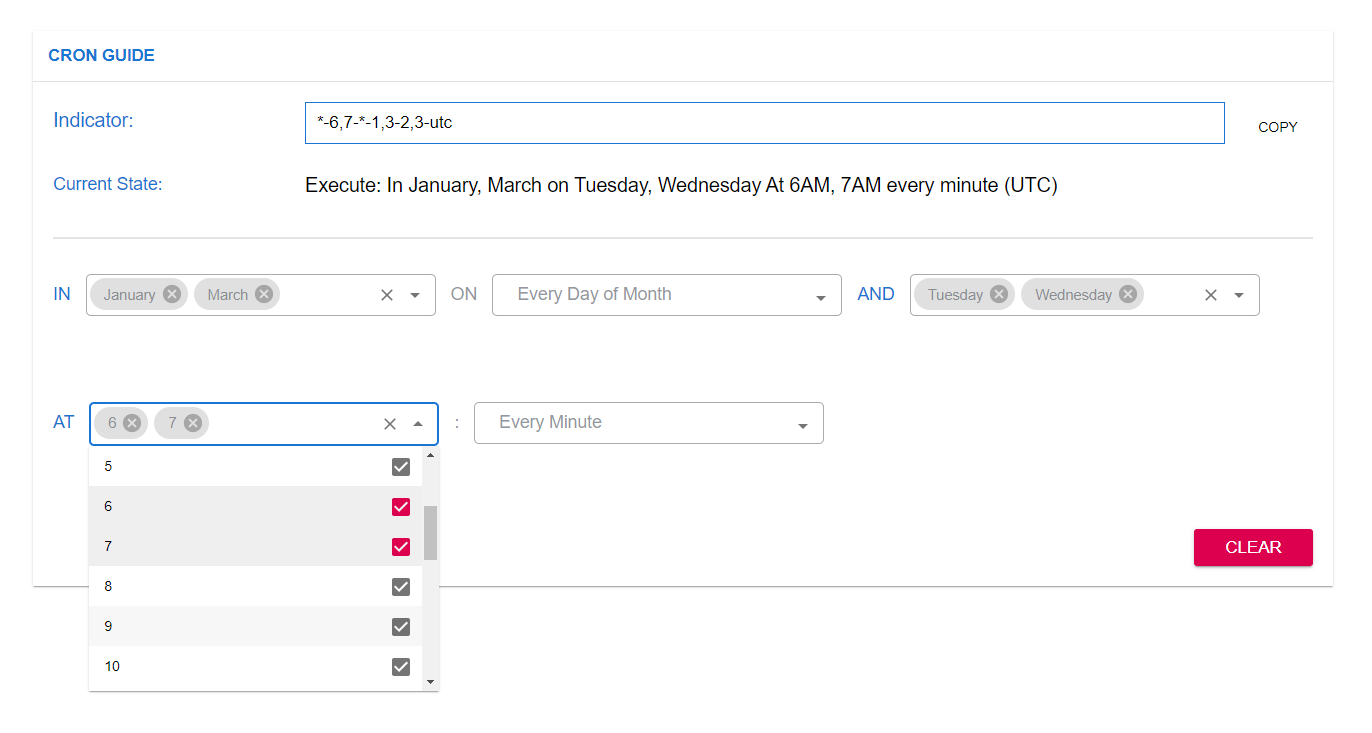 CRON GUIDE
Indicator: *-6,7-*-1,3-2,3-utc COPY
Current State: Execute: In January, March on Tuesday, Wednesday At 6AM, 7AM every minute (UTC)
IN January March ON Every Day of Month AND Tuesday Wednesday
AT 6 7 : Every Minute
5
6
7
CLEAR
8
9
10